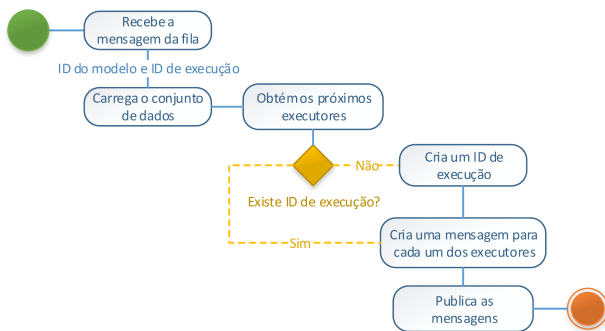 Recebe a
mensagem da fila
ID do modelo e ID de execução
Carrega o conjunto
de dados
Obtém os próximos
executores
Não
Cria um ID de
execução
Existe ID de execução?
Sim
Cria uma mensagem para
cada um dos executores
Publica as
mensagens